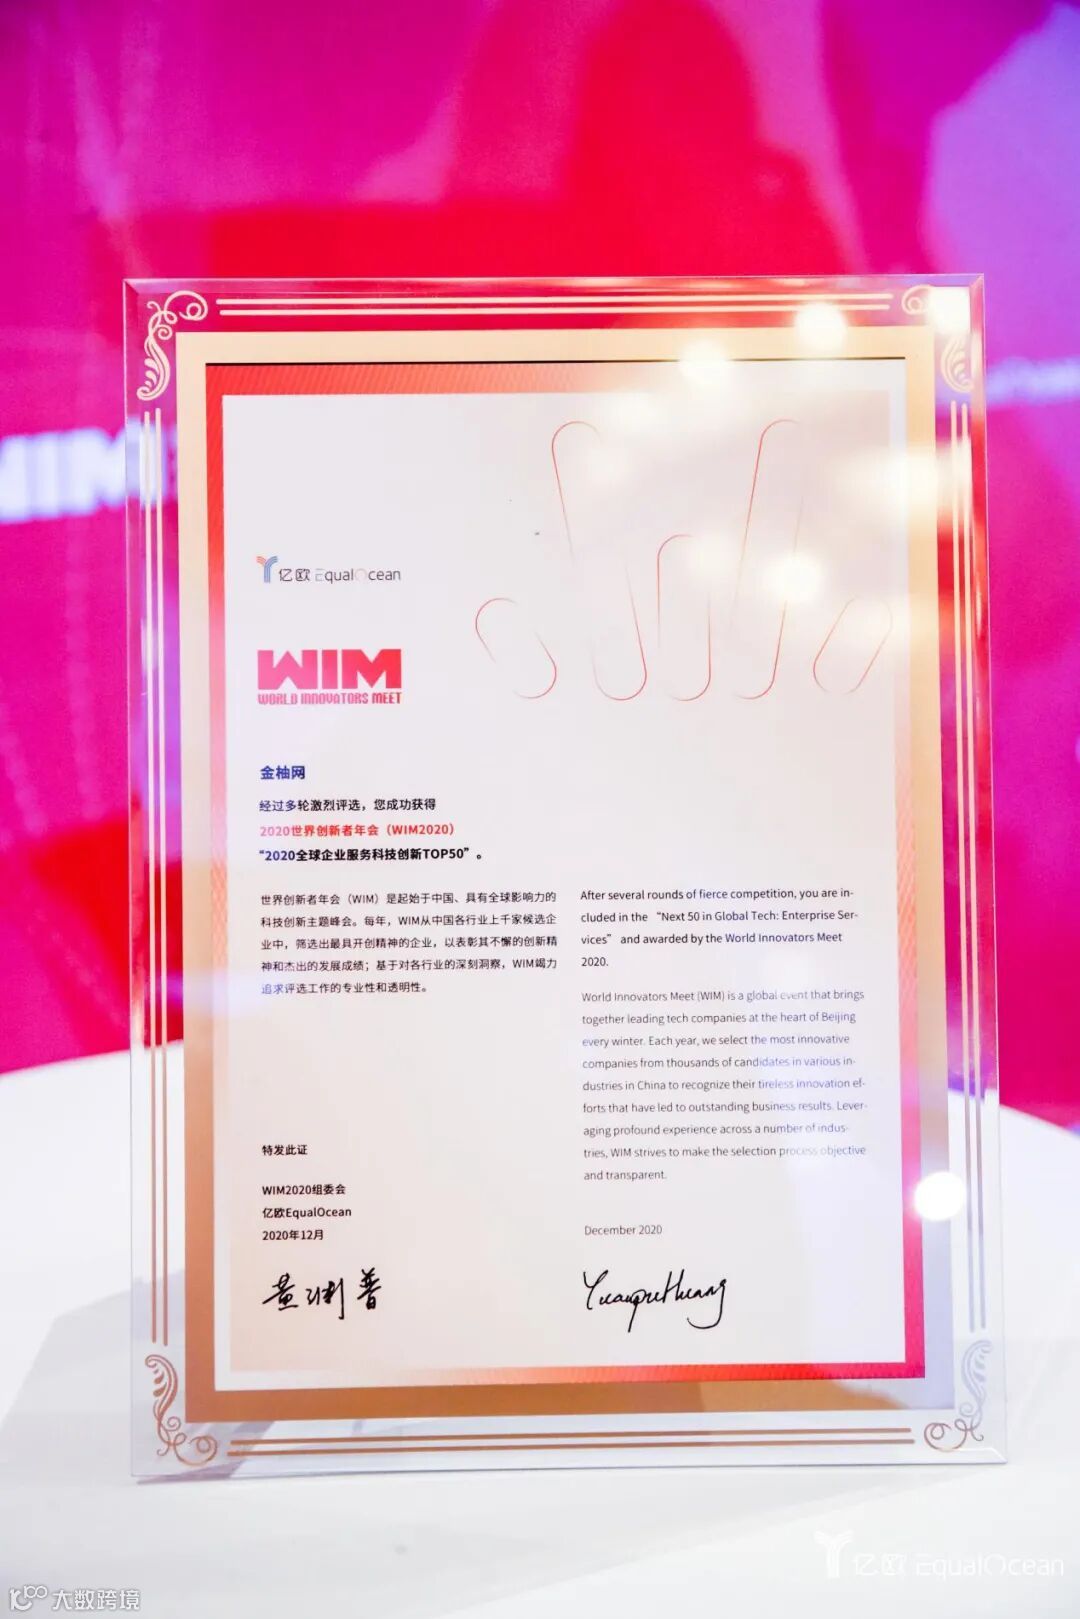 WIM
亿欧 EqualOcean
WIM
WORLD INNOVATORS MEET
金柚网
经过多轮激烈评选，您成功获得
2020世界创新者年会（WIM2020）
“2020全球企业服务科技创新TOP50”。
世界创新者年会（WIM）是起始于中国、具有全球影响力的
科技创新主题峰会。每年，WIM从中国各行业上千家候选企
业中，筛选出最具开创精神的企业，以表彰其不懈的创新精
神和杰出的发展成绩；基于对各行业的深刻洞察，WIM竭力
追求评选工作的专业性和透明性。
特发此证
WIM2020组委会
亿欧EqualOcean
2020年12月
黄渊普
After several rounds of fierce competition, you are in-
cluded in the “Next 50 in Global Tech: Enterprise Ser-
vices” and awarded by the World Innovators Meet
2020.
World Innovators Meet (WIM) is a global event that brings
together leading tech companies at the heart of Beijing
every winter. Each year, we select the most innovative
companies from thousands of candidates in various in-
dustries in China to recognize their tireless innovation ef-
forts that have led to outstanding business results. Lever-
aging profound experience across a number of indus-
tries, WIM strives to make the selection process objective
and transparent.
December 2020
Yuanpu Huang
亿欧 EqualOcean
大数跨境